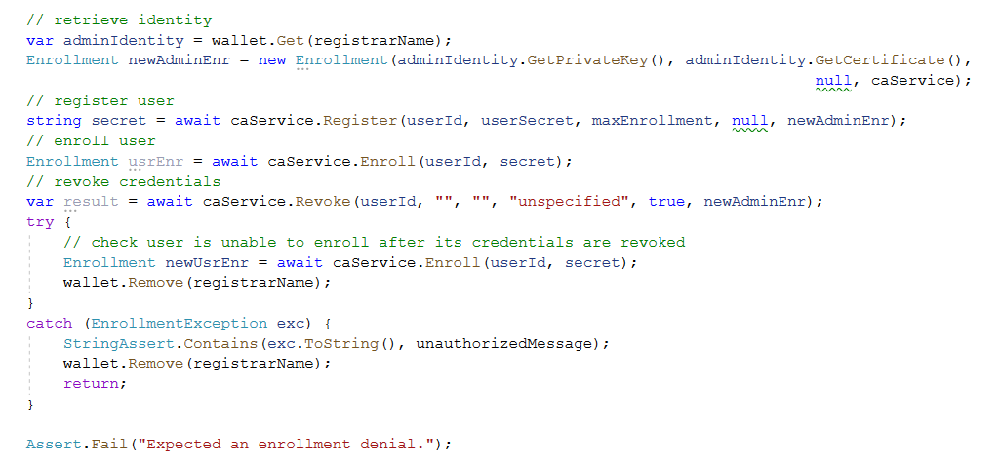 // retrieve identity
var adminIdentity = wallet.Get(registrarName);
Enrollment newAdminEnr = new Enrollment(adminIdentity.GetPrivateKey(), adminIdentity.GetCertificate(),
null, caService);
// register user
string secret = await caService.Register(userId, userSecret, maxEnrollment, null, newAdminEnr);
// enroll user
Enrollment usrEnr = await caService.Enroll(userId, secret);
// revoke credentials
var result = await caService.Revoke(userId, "", "", "unspecified", true, newAdminEnr);
try {
// check user is unable to enroll after its credentials are revoked
Enrollment newUsrEnr = await caService.Enroll(userId, secret);
wallet.Remove(registrarName);
}
catch (EnrollmentException exc) {
StringAssert.Contains(exc.ToString(), unauthorizedMessage);
wallet.Remove(registrarName);
return;
}
Assert.Fail("Expected an enrollment denial.");